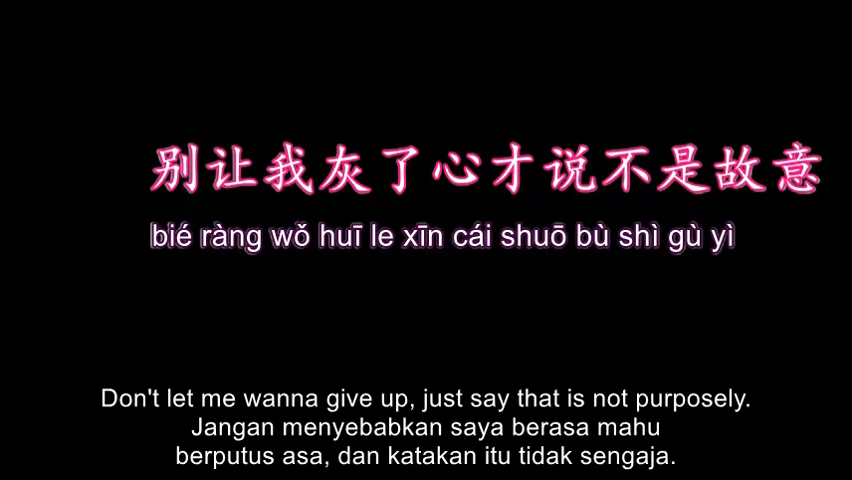 别让我灰了心才说不是故意
bié ràng wǒ huī le xīn cái shuō bù shì gù yì
Don't let me wanna give up, just say that is not purposely.
Jangan menyebabkan saya berasa mahu
berputus asa, dan katakan itu tidak sengaja.